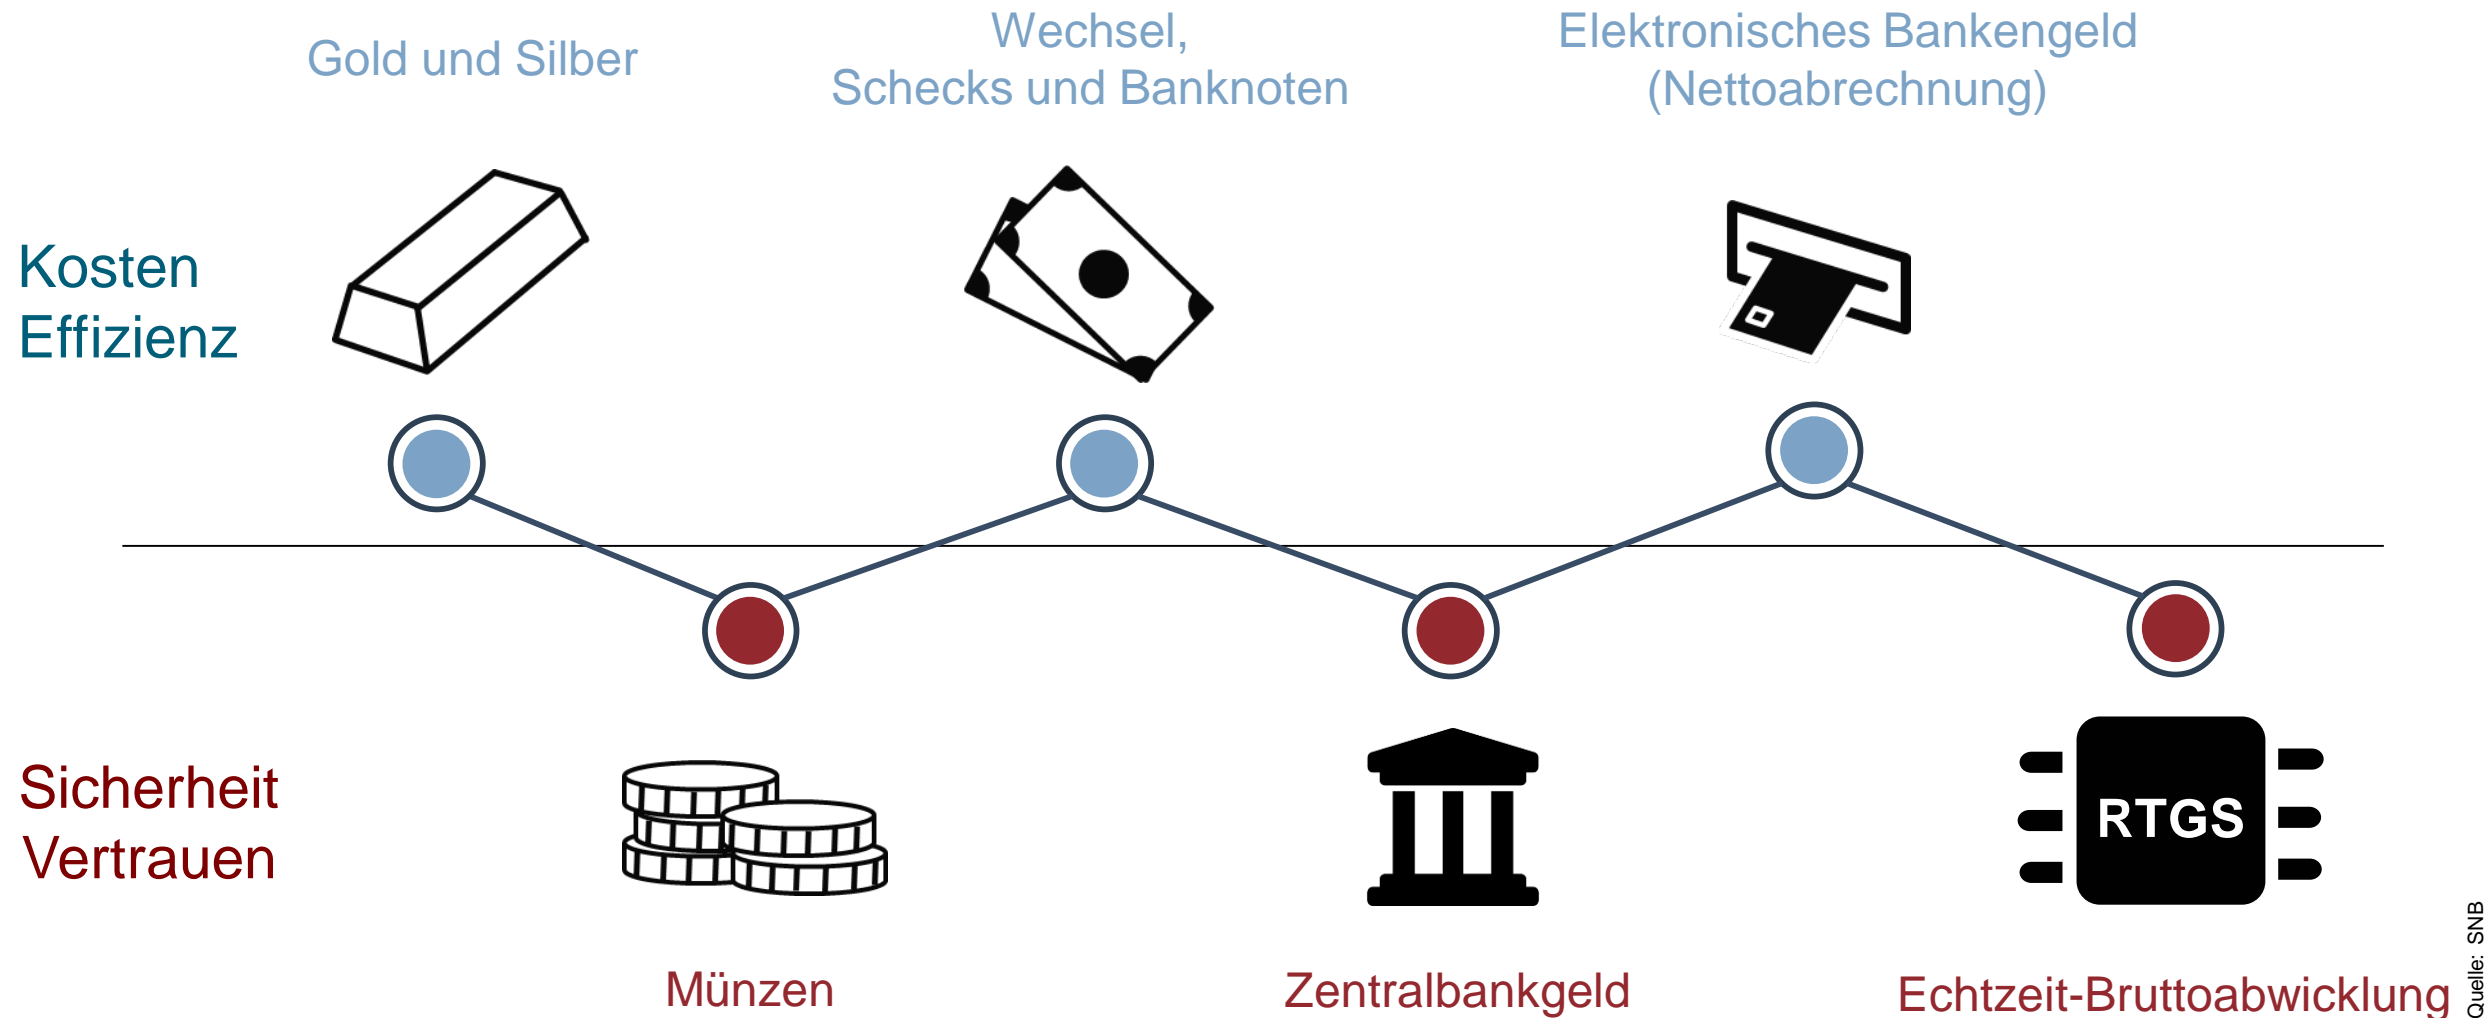 Gold und Silber
Wechsel,
Schecks und Banknoten
Elektronisches Bankengeld
(Nettoabrechnung)
Kosten
Effizienz
Sicherheit
Vertrauen
RTGS
Münzen
Zentralbankgeld
Echtzeit-Bruttoabwicklung
Quelle: SNB